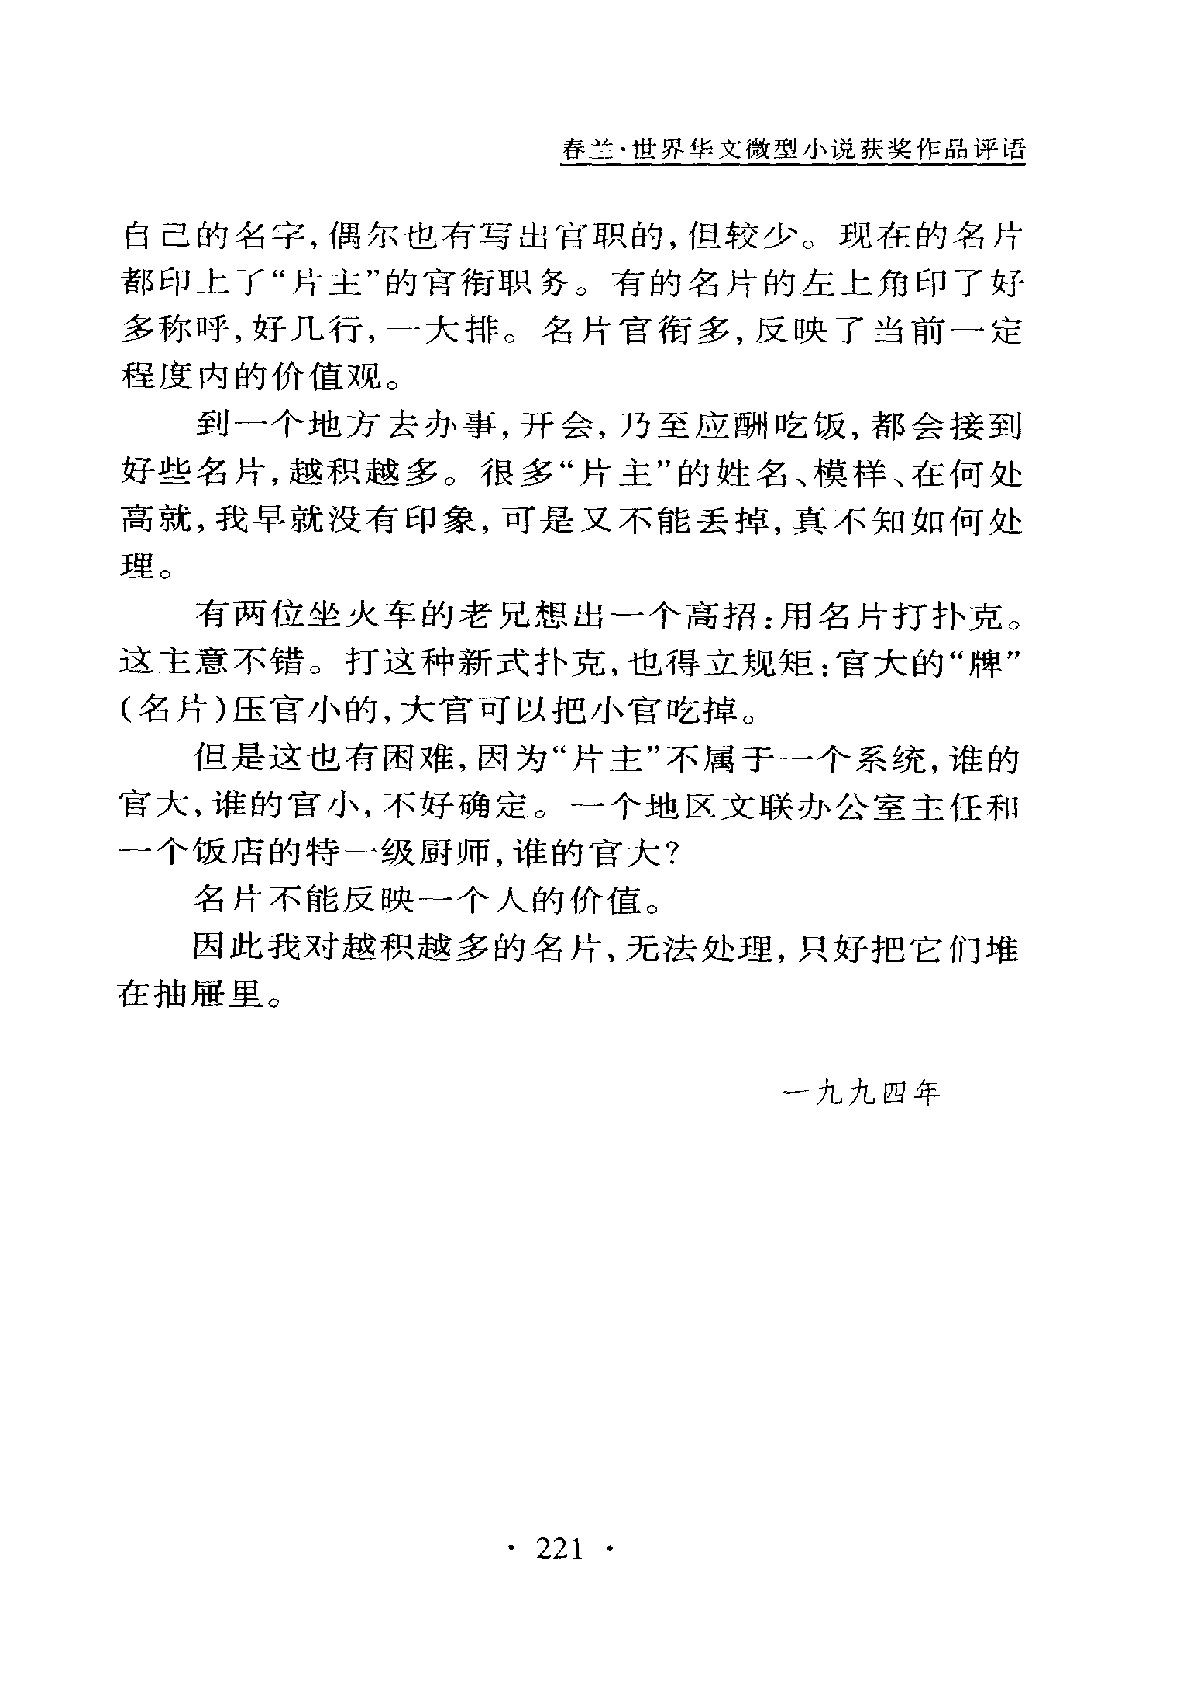 春兰·世界华文微型小说获奖作品评语
自己的名字,偶尔也有写出官职的,但较少。现在的名片
都印上了“片主”的官衔职务。有的名片的左上角印了好
多称呼,好几行,一大排。名片官衔多,反映了当前一定
程度内的价值观。
到一个地方去办事,开会,乃至应酬吃饭,都会接到
好些名片,越积越多。很多“片主”的姓名、模样、在何处
高就,我早就没有印象,可是又不能丢掉,真不知如何处
理。
有两位坐火车的老兄想出一个高招:用名片打扑克。
这主意不错。打这种新式扑克,也得立规矩:官大的“牌”
(名片)压官小的,大官可以把小官吃掉。
但是这也有困难,因为“片主”不属于一个系统,谁的
官大,谁的官小,不好确定。一个地区文联办公室主任和
一个饭店的特一级厨师,谁的官大?
名片不能反映一个人的价值。
因此我对越积越多的名片,无法处理,只好把它们堆
在抽屉里。
一九九四年
· 221 ·